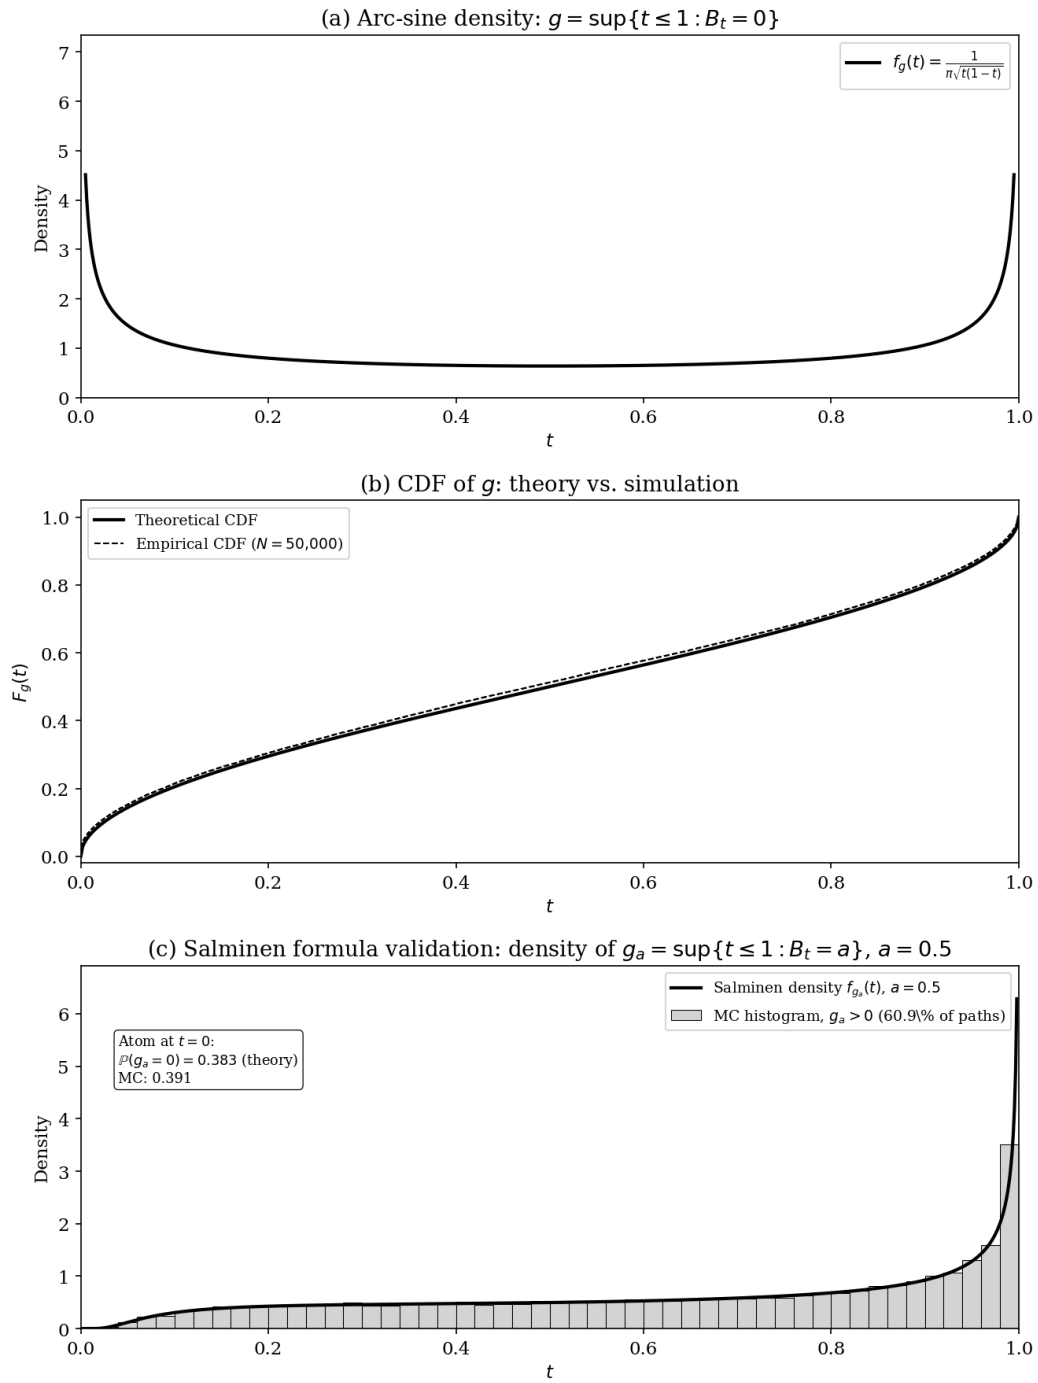 (a) Arc-sine density: g = sup{t ≤ 1 : B_t = 0}
7
6
5
4
3
2
1
0
Density
f_g(t) = 1/(π√(t(1−t)))
0.0 0.2 0.4 0.6 0.8 1.0
t
(b) CDF of g: theory vs. simulation
1.0
0.8
0.6
0.4
0.2
0.0
F_g(t)
Theoretical CDF
Empirical CDF (N = 50,000)
0.0 0.2 0.4 0.6 0.8 1.0
t
(c) Salminen formula validation: density of g_a = sup{t ≤ 1 : B_t = a}, a = 0.5
6
5
4
3
2
1
0
Density
Salminen density f_{g_a}(t), a = 0.5
MC histogram, g_a > 0 (60.9\% of paths)
Atom at t = 0:
ℙ(g_a = 0) = 0.383 (theory)
MC: 0.391
0.0 0.2 0.4 0.6 0.8 1.0
t